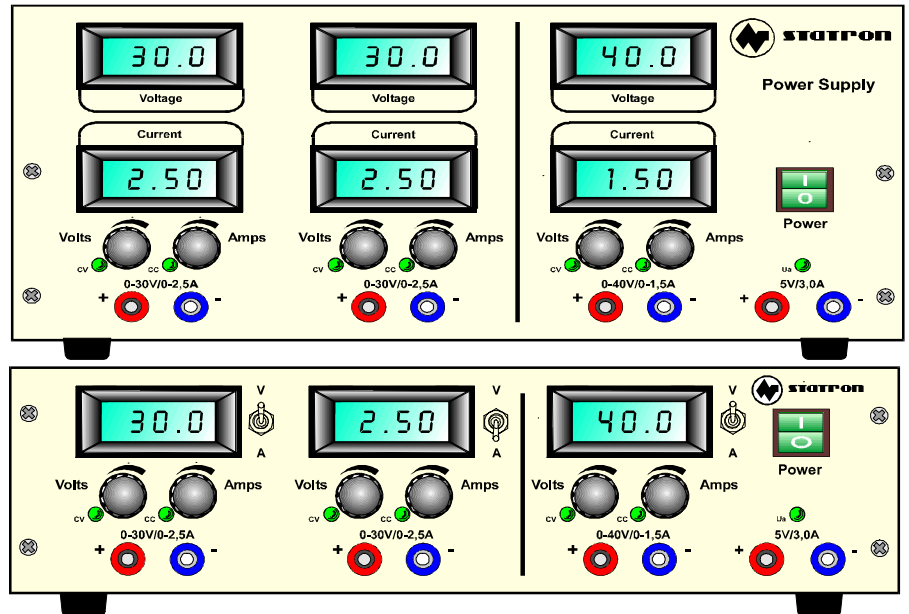 30.0 30.0 40.0 statron
Voltage Voltage Voltage Power Supply
Current Current Current
2.50 2.50 1.50 I
O
Volts Amps Volts Amps Volts Amps Power
CV CC CV CC CV CC Ua
0-30V/0-2,5A 0-30V/0-2,5A 0-40V/0-1,5A 5V/3,0A
+ - + - + - + -
V V V statron
30.0 2.50 40.0 I
O
A A A Power
Volts Amps Volts Amps Volts Amps
CV CC CV CC CV CC Ua
0-30V/0-2,5A 0-30V/0-2,5A 0-40V/0-1,5A 5V/3,0A
+ - + - + - + -